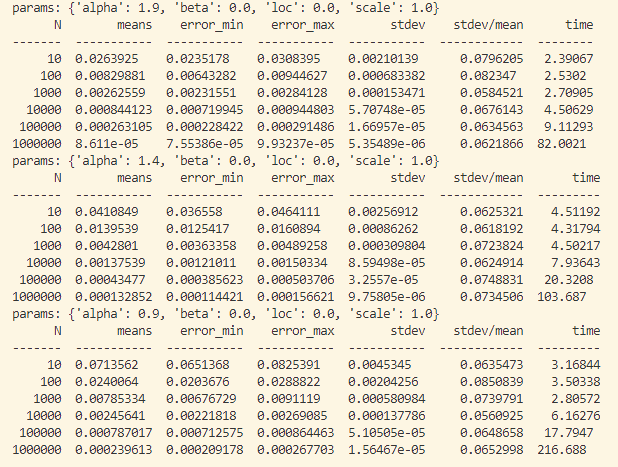 params: {'alpha': 1.9, 'beta': 0.0, 'loc': 0.0, 'scale': 1.0}
N means error_min error_max stdev stdev/mean time
------- ----------- ----------- ----------- ----------- ----------- ---------
10 0.0263925 0.0235178 0.0308395 0.00210139 0.0796205 2.39067
100 0.00829881 0.00643282 0.00944627 0.000683382 0.082347 2.5302
1000 0.00262559 0.00231551 0.00284128 0.000153471 0.0584521 2.70905
10000 0.000844123 0.000719945 0.000944803 5.70748e-05 0.0676143 4.50629
100000 0.000263105 0.000228422 0.000291486 1.66957e-05 0.0634563 9.11293
1000000 8.611e-05 7.55386e-05 9.93237e-05 5.35489e-06 0.0621866 82.0021
params: {'alpha': 1.4, 'beta': 0.0, 'loc': 0.0, 'scale': 1.0}
N means error_min error_max stdev stdev/mean time
------- ----------- ----------- ----------- ----------- ----------- ---------
10 0.0410849 0.036558 0.0464111 0.00256912 0.0625321 4.51192
100 0.0139539 0.0125417 0.0160894 0.00086262 0.0618192 4.31794
1000 0.0042801 0.00363358 0.00489258 0.000309804 0.0723824 4.50217
10000 0.00137539 0.00121011 0.00150334 8.59498e-05 0.0624914 7.93643
100000 0.00043477 0.000385623 0.000503706 3.2557e-05 0.0748831 20.3208
1000000 0.000132852 0.000114421 0.000156621 9.75805e-06 0.0734506 103.687
params: {'alpha': 0.9, 'beta': 0.0, 'loc': 0.0, 'scale': 1.0}
N means error_min error_max stdev stdev/mean time
------- ----------- ----------- ----------- ----------- ----------- ---------
10 0.0713562 0.0651368 0.0825391 0.0045345 0.0635473 3.16844
100 0.0240064 0.0203676 0.0288822 0.00204256 0.0850839 3.50338
1000 0.00785334 0.00676729 0.0091119 0.000580984 0.0739791 2.80572
10000 0.00245641 0.00221818 0.00269085 0.000137786 0.0560925 6.16276
100000 0.000787017 0.000712575 0.000864463 5.10505e-05 0.0648658 17.7947
1000000 0.000239613 0.000209178 0.000267703 1.56467e-05 0.0652998 216.688